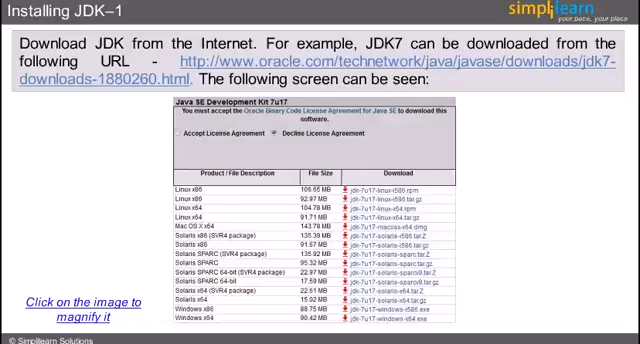 Installing JDK–1
simplilearn
your pace, your place
Download JDK from the Internet. For example, JDK7 can be downloaded from the
following URL - http://www.oracle.com/technetwork/java/javase/downloads/jdk7-
downloads-1880260.html. The following screen can be seen:
Java SE Development Kit 7u17
You must accept the Oracle Binary Code License Agreement for Java SE to download this
software.
Accept License Agreement Decline License Agreement
Product / File Description File Size Download
Linux x86 106.65 MB jdk-7u17-linux-i586.rpm
Linux x86 92.97 MB jdk-7u17-linux-i586.tar.gz
Linux x64 104.78 MB jdk-7u17-linux-x64.rpm
Linux x64 91.71 MB jdk-7u17-linux-x64.tar.gz
Mac OS X x64 143.78 MB jdk-7u17-macosx-x64.dmg
Solaris x86 (SVR4 package) 135.39 MB jdk-7u17-solaris-i586.tar.Z
Solaris x86 91.67 MB jdk-7u17-solaris-i586.tar.gz
Solaris SPARC (SVR4 package) 135.92 MB jdk-7u17-solaris-sparc.tar.Z
Solaris SPARC 95.32 MB jdk-7u17-solaris-sparc.tar.gz
Solaris SPARC 64-bit (SVR4 package) 22.97 MB jdk-7u17-solaris-sparcv9.tar.Z
Solaris SPARC 64-bit 17.59 MB jdk-7u17-solaris-sparcv9.tar.gz
Solaris x64 (SVR4 package) 22.61 MB jdk-7u17-solaris-x64.tar.Z
Solaris x64 15.02 MB jdk-7u17-solaris-x64.tar.gz
Windows x86 88.75 MB jdk-7u17-windows-i586.exe
Windows x64 90.42 MB jdk-7u17-windows-x64.exe
Click on the image to
magnify it
© Simplilearn Solutions